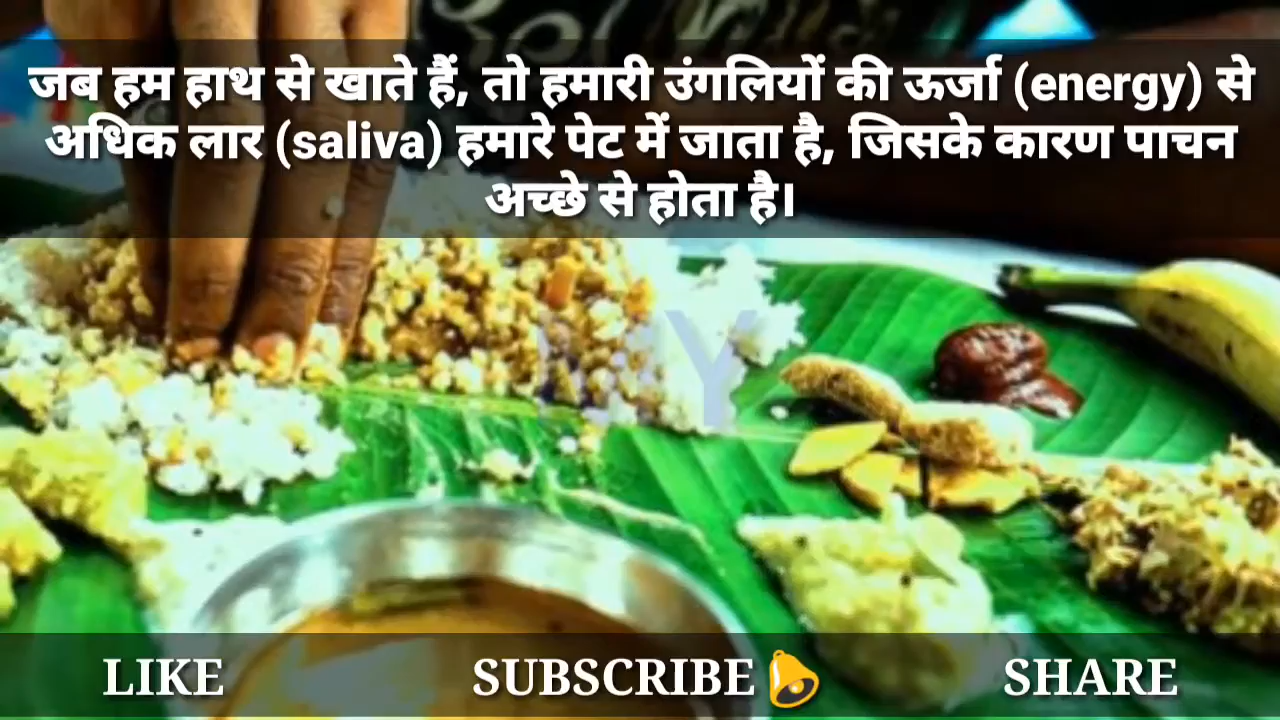 जब हम हाथ से खाते हैं, तो हमारी उंगलियों की ऊर्जा (energy) से
अधिक लार (saliva) हमारे पेट में जाता है, जिसके कारण पाचन
अच्छे से होता है।
LIKE SUBSCRIBE SHARE